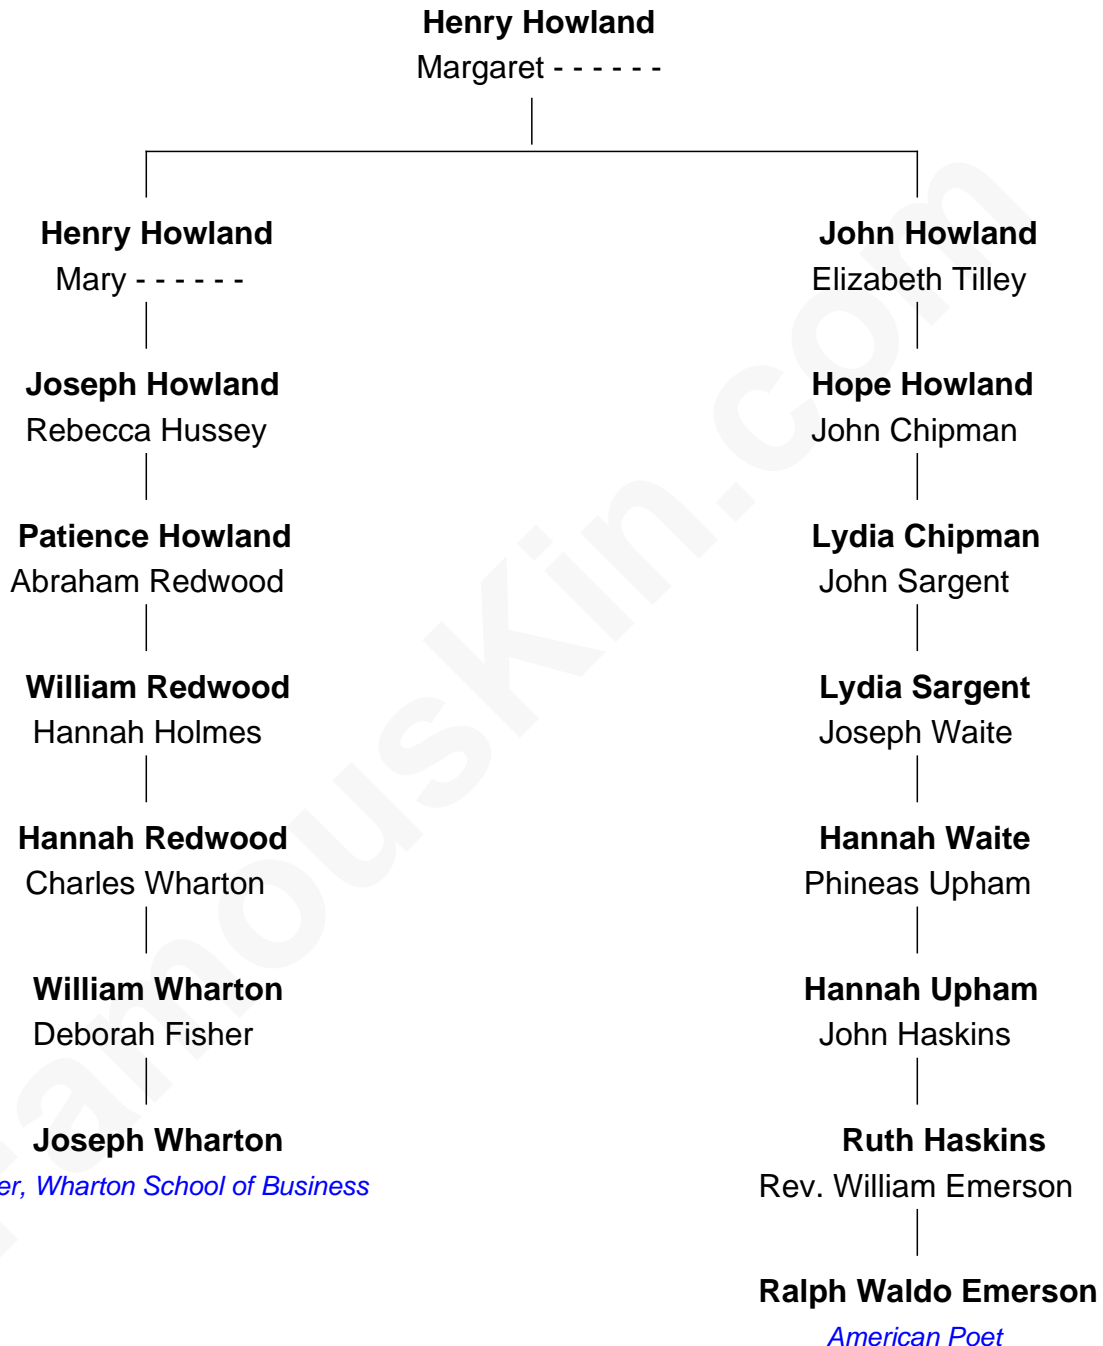 Henry Howland
Margaret - - - - - -
Henry Howland
Mary - - - - - -
John Howland
Elizabeth Tilley
Joseph Howland
Rebecca Hussey
Hope Howland
John Chipman
Patience Howland
Abraham Redwood
Lydia Chipman
John Sargent
William Redwood
Hannah Holmes
Lydia Sargent
Joseph Waite
Hannah Redwood
Charles Wharton
Hannah Waite
Phineas Upham
William Wharton
Deborah Fisher
Hannah Upham
John Haskins
Joseph Wharton
er, Wharton School of Business
Ruth Haskins
Rev. William Emerson
Ralph Waldo Emerson
American Poet
FamousKin.com